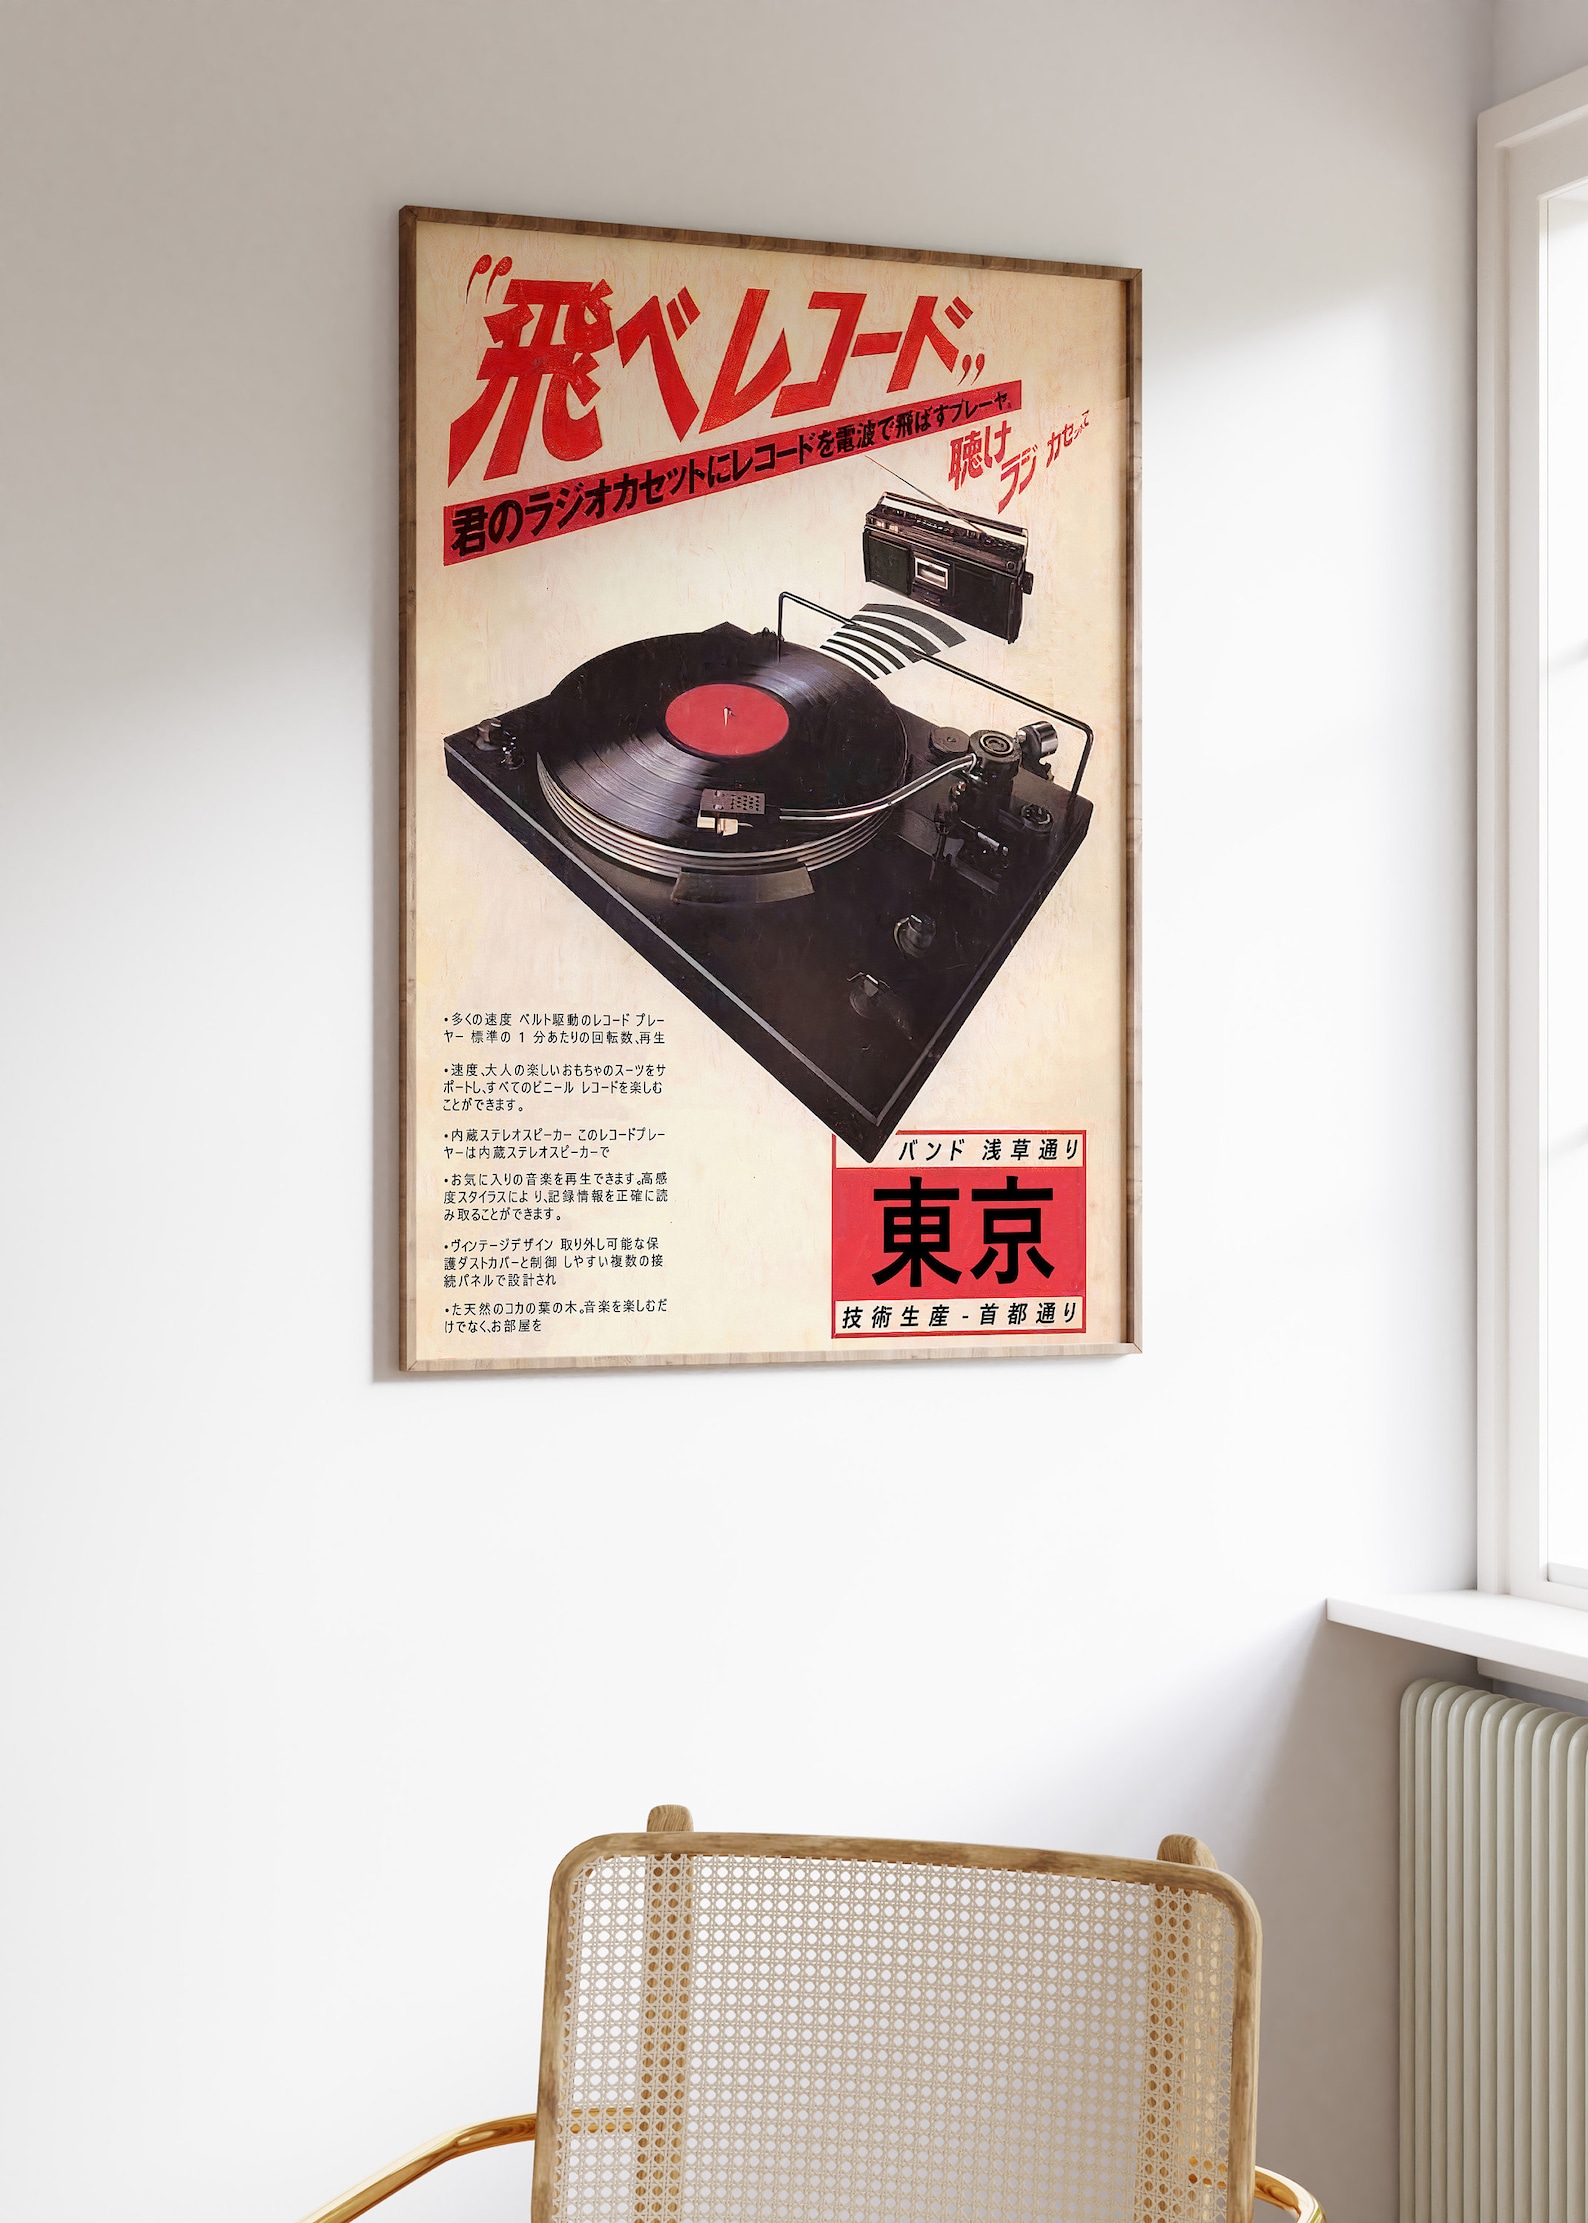 “飛べレコード”
君のラジオカセットにレコードを電波で飛ばすプレーヤ。
聴け
ラジ カセットて
・多くの速度 ベルト駆動のレコード プレー
ヤー 標準の 1 分あたりの回転数、再生
・速度、大人の楽しいおもちゃのスーツをサ
ポートし、すべてのビニール レコードを楽しむ
ことができます。
・内蔵ステレオスピーカー このレコードプレー
ヤーは内蔵ステレオスピーカーで
・お気に入りの音楽を再生できます。高感
度スタイラスにより、記録情報を正確に読
み取ることができます。
・ヴィンテージデザイン 取り外し可能な保
護ダストカバーと制御 しやすい複数の接
続パネルで設計され
・た天然のコカの葉の木。音楽を楽しむだ
けでなく、お部屋を
バンド 浅草通り
東京
技術生産 - 首都通り